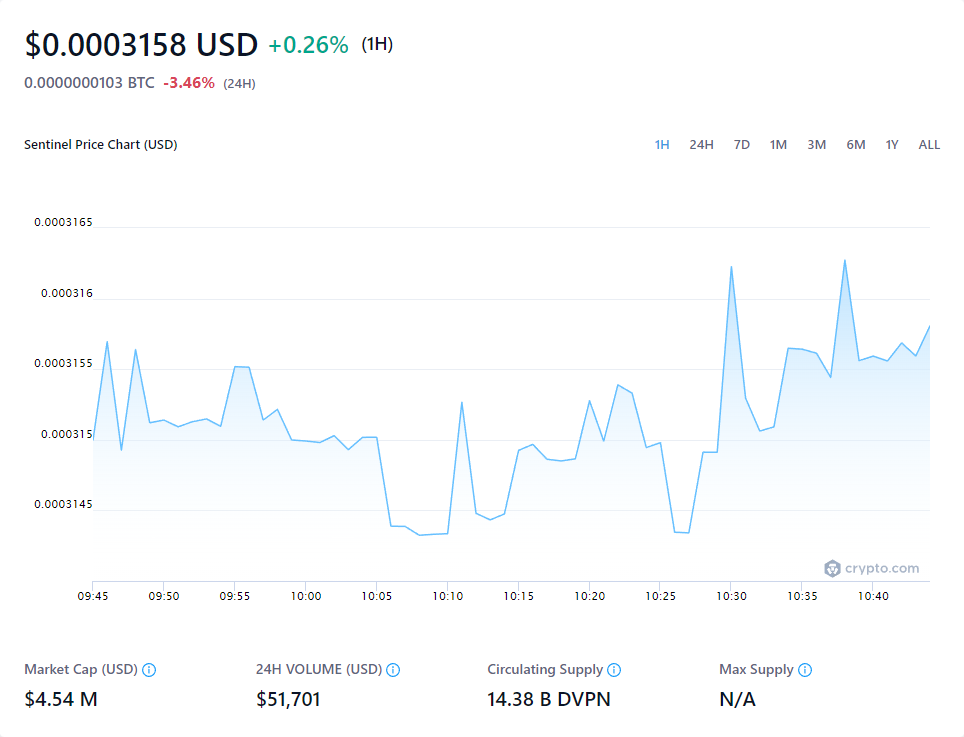 $0.0003158 USD +0.26% (1H)
0.0000000103 BTC -3.46% (24H)
Sentinel Price Chart (USD)
1H 24H 7D 1M 3M 6M 1Y ALL
0.0003165
0.000316
0.0003155
0.000315
0.0003145
crypto.com
09:45 09:50 09:55 10:00 10:05 10:10 10:15 10:20 10:25 10:30 10:35 10:40
Market Cap (USD) 24H VOLUME (USD) Circulating Supply Max Supply
$4.54 M $51,701 14.38 B DVPN N/A